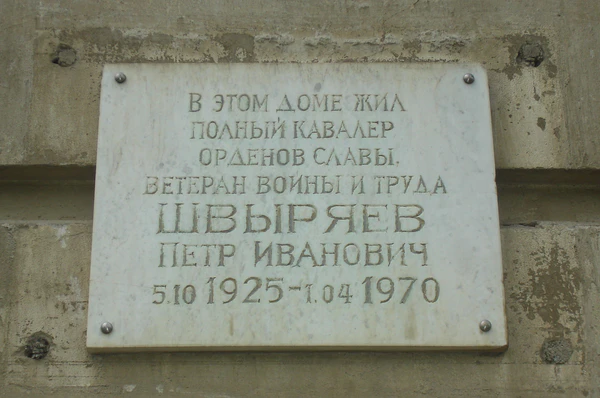 В ЭТОМ ДОМЕ ЖИЛ
ПОЛНЫЙ КАВАЛЕР
ОРДЕНОВ СЛАВЫ,
ВЕТЕРАН ВОЙНЫ И ТРУДА
ШВЫРЯЕВ
ПЕТР ИВАНОВИЧ
5.10 1925-1.04 1970